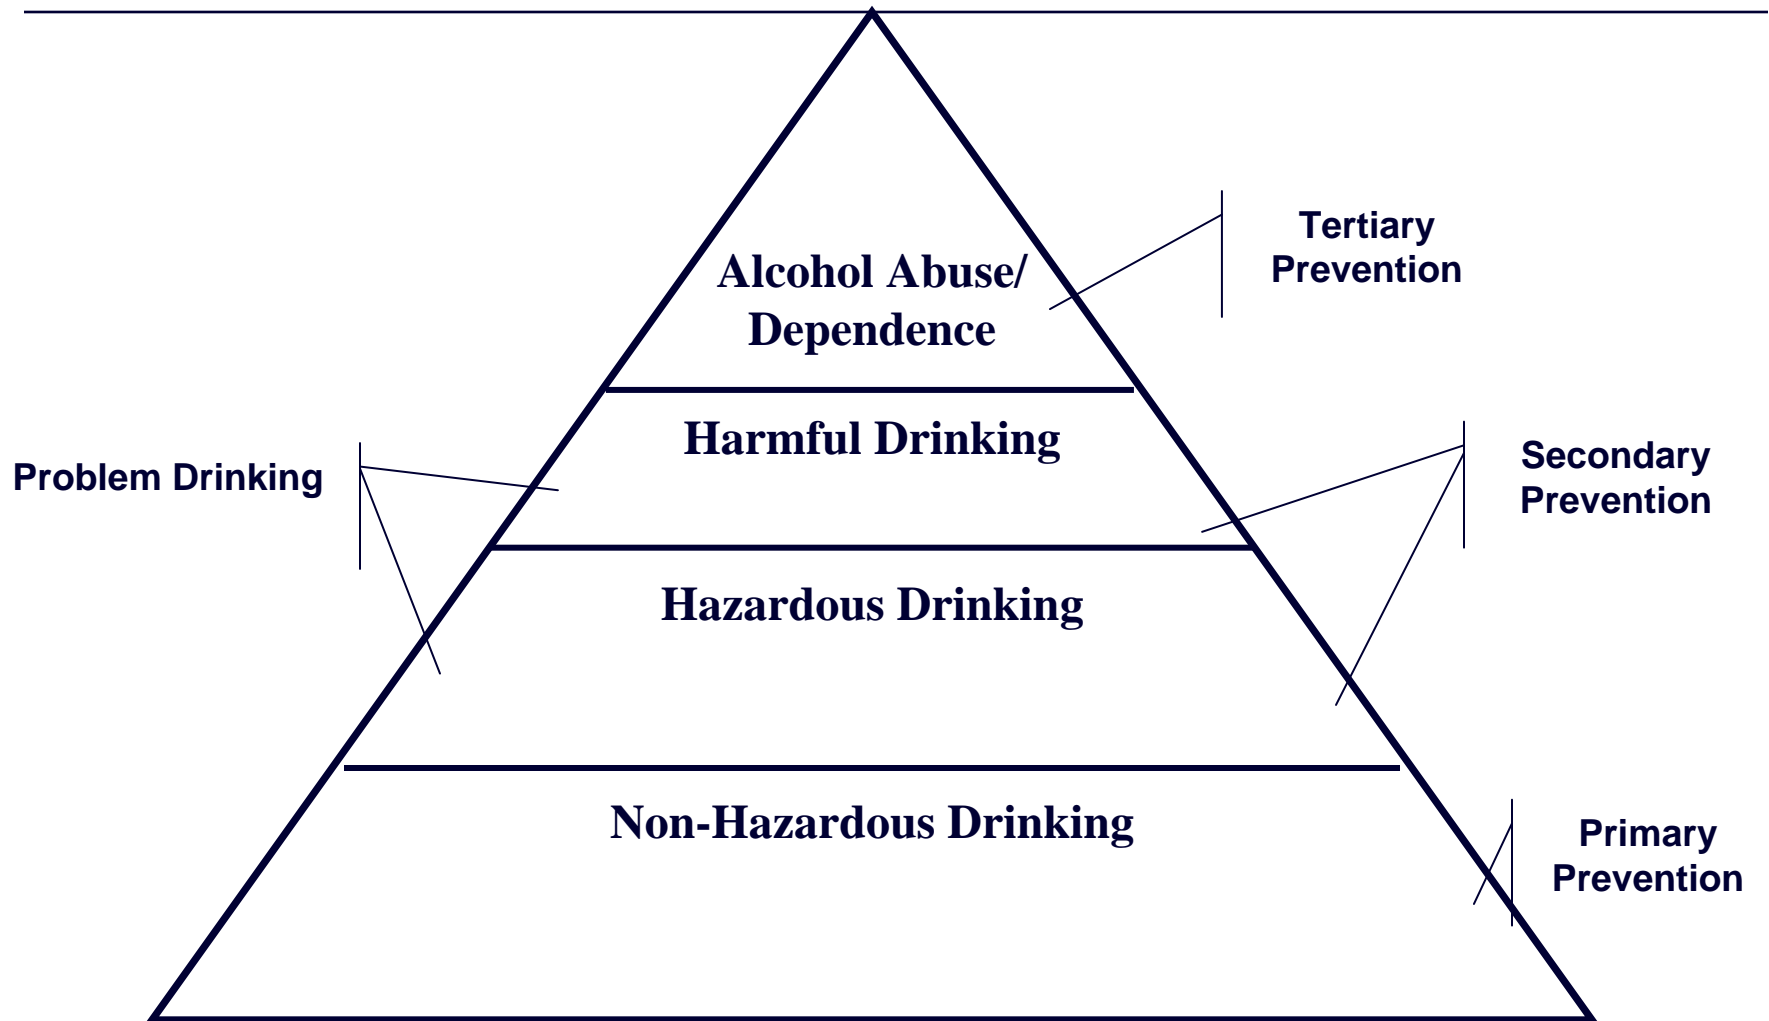 Tertiary
Prevention
Alcohol Abuse/
Dependence
Harmful Drinking
Problem Drinking
Secondary
Prevention
Hazardous Drinking
Non-Hazardous Drinking
Primary
Prevention